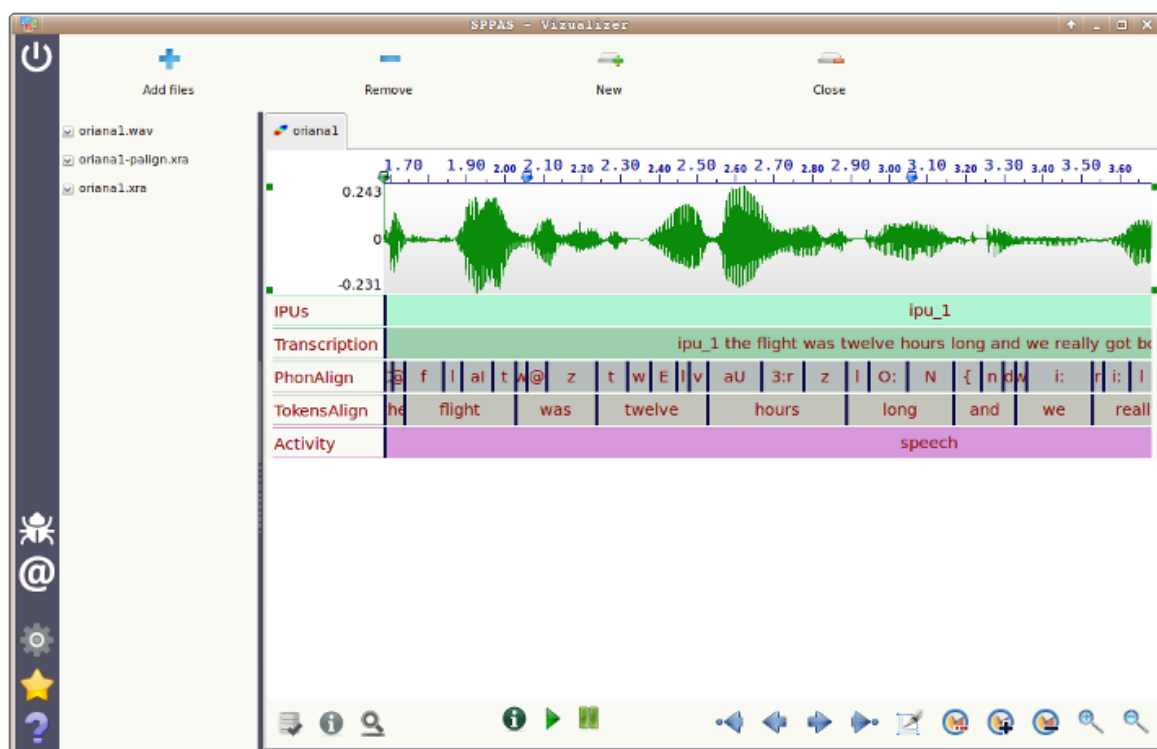 SPPAS - Vizualizer
Add files Remove New Close
oriana1.wav
oriana1-palign.xra
oriana1.xra
oriana1
1.70 1.90 2.00 2.10 2.30 2.40 2.50 2.60 2.70 2.80 2.90 3.00 3.10 3.20 3.30 3.40 3.50 3.60
0.243
0
-0.231
IPUs ipu_1
Transcription ipu_1 the flight was twelve hours long and we really got bo
PhonAlign @ f l aI t w @ z t w E l v aU 3:r z l O: N { n d w i: r i: l
TokensAlign he flight was twelve hours long and we reall
Activity speech